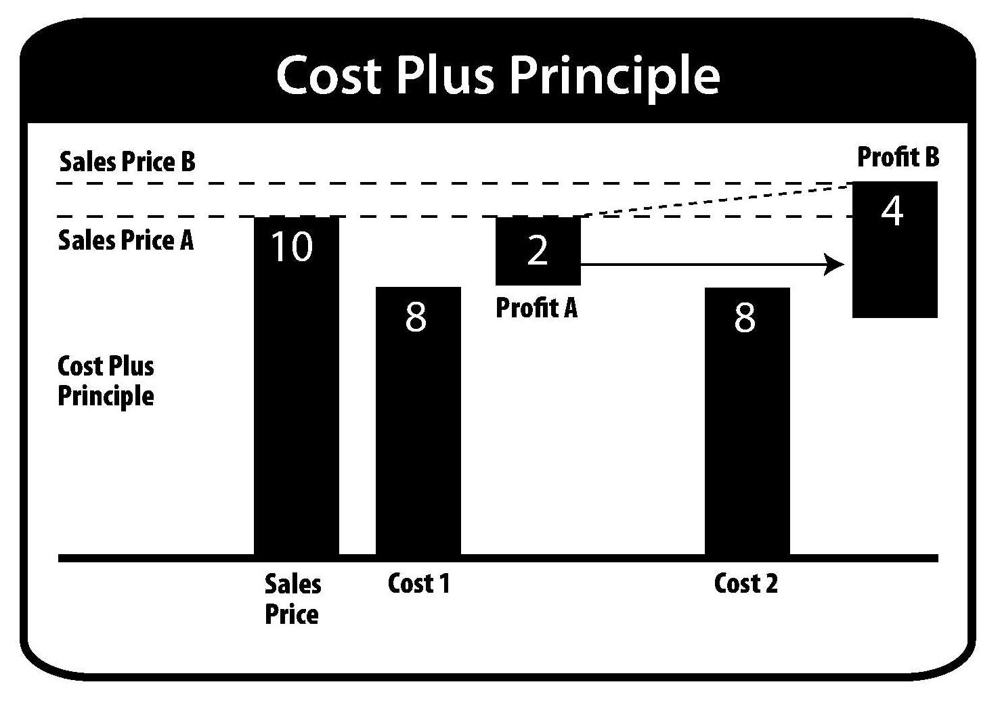 Cost Plus Principle
Sales Price B
Profit B
4
Sales Price A
10
2
Profit A
8
8
Cost Plus
Principle
Sales
Price
Cost 1
Cost 2